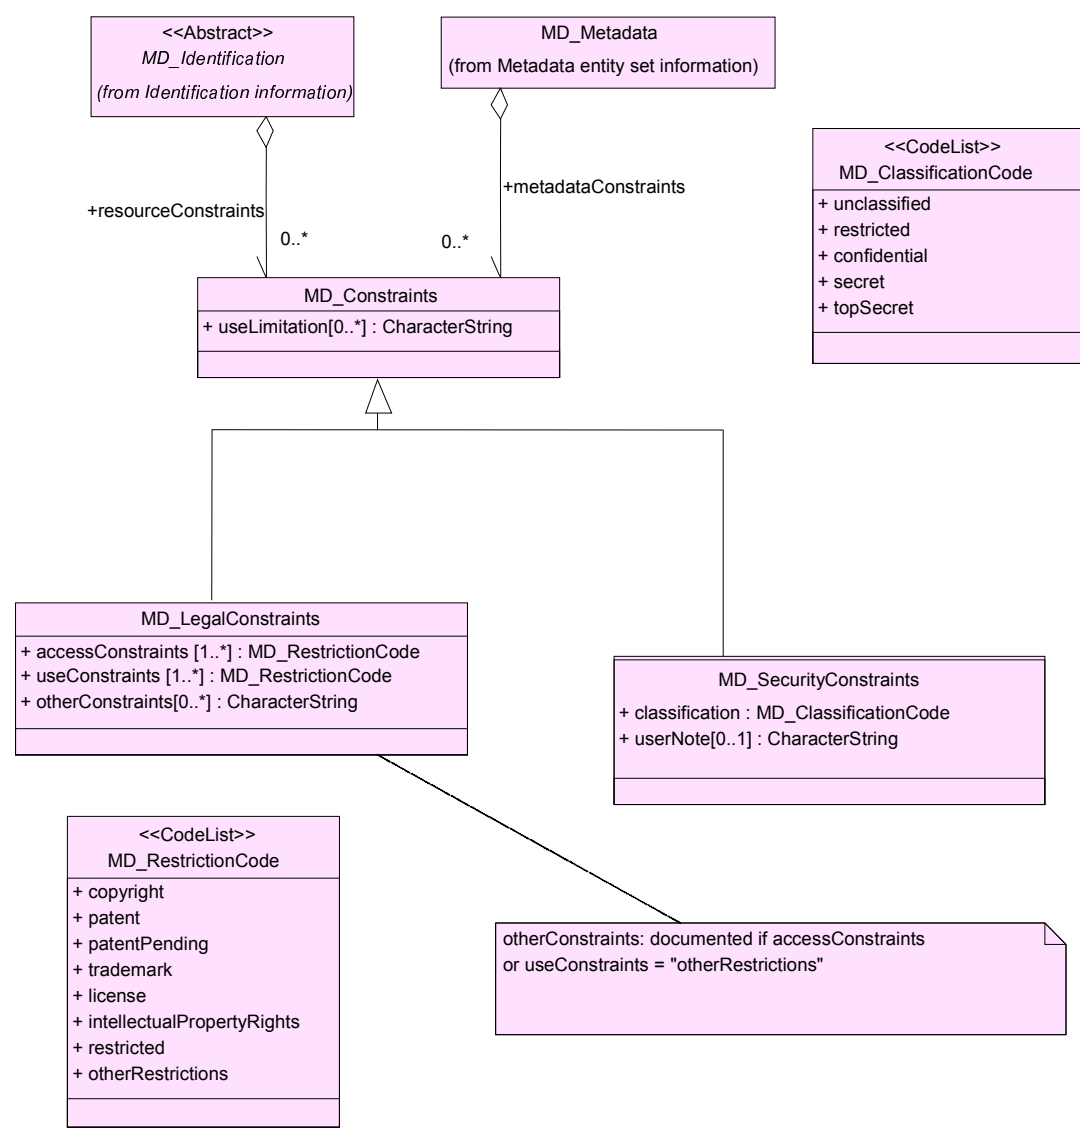 <<Abstract>>
MD_Identification
(from Identification information)
MD_Metadata
(from Metadata entity set information)
<<CodeList>>
MD_ClassificationCode
+ unclassified
+ restricted
+ confidential
+ secret
+ topSecret
+resourceConstraints
0..*
+metadataConstraints
0..*
MD_Constraints
+ useLimitation[0..*] : CharacterString
MD_LegalConstraints
+ accessConstraints [1..*] : MD_RestrictionCode
+ useConstraints [1..*] : MD_RestrictionCode
+ otherConstraints[0..*] : CharacterString
MD_SecurityConstraints
+ classification : MD_ClassificationCode
+ userNote[0..1] : CharacterString
<<CodeList>>
MD_RestrictionCode
+ copyright
+ patent
+ patentPending
+ trademark
+ license
+ intellectualPropertyRights
+ restricted
+ otherRestrictions
otherConstraints: documented if accessConstraints
or useConstraints = "otherRestrictions"